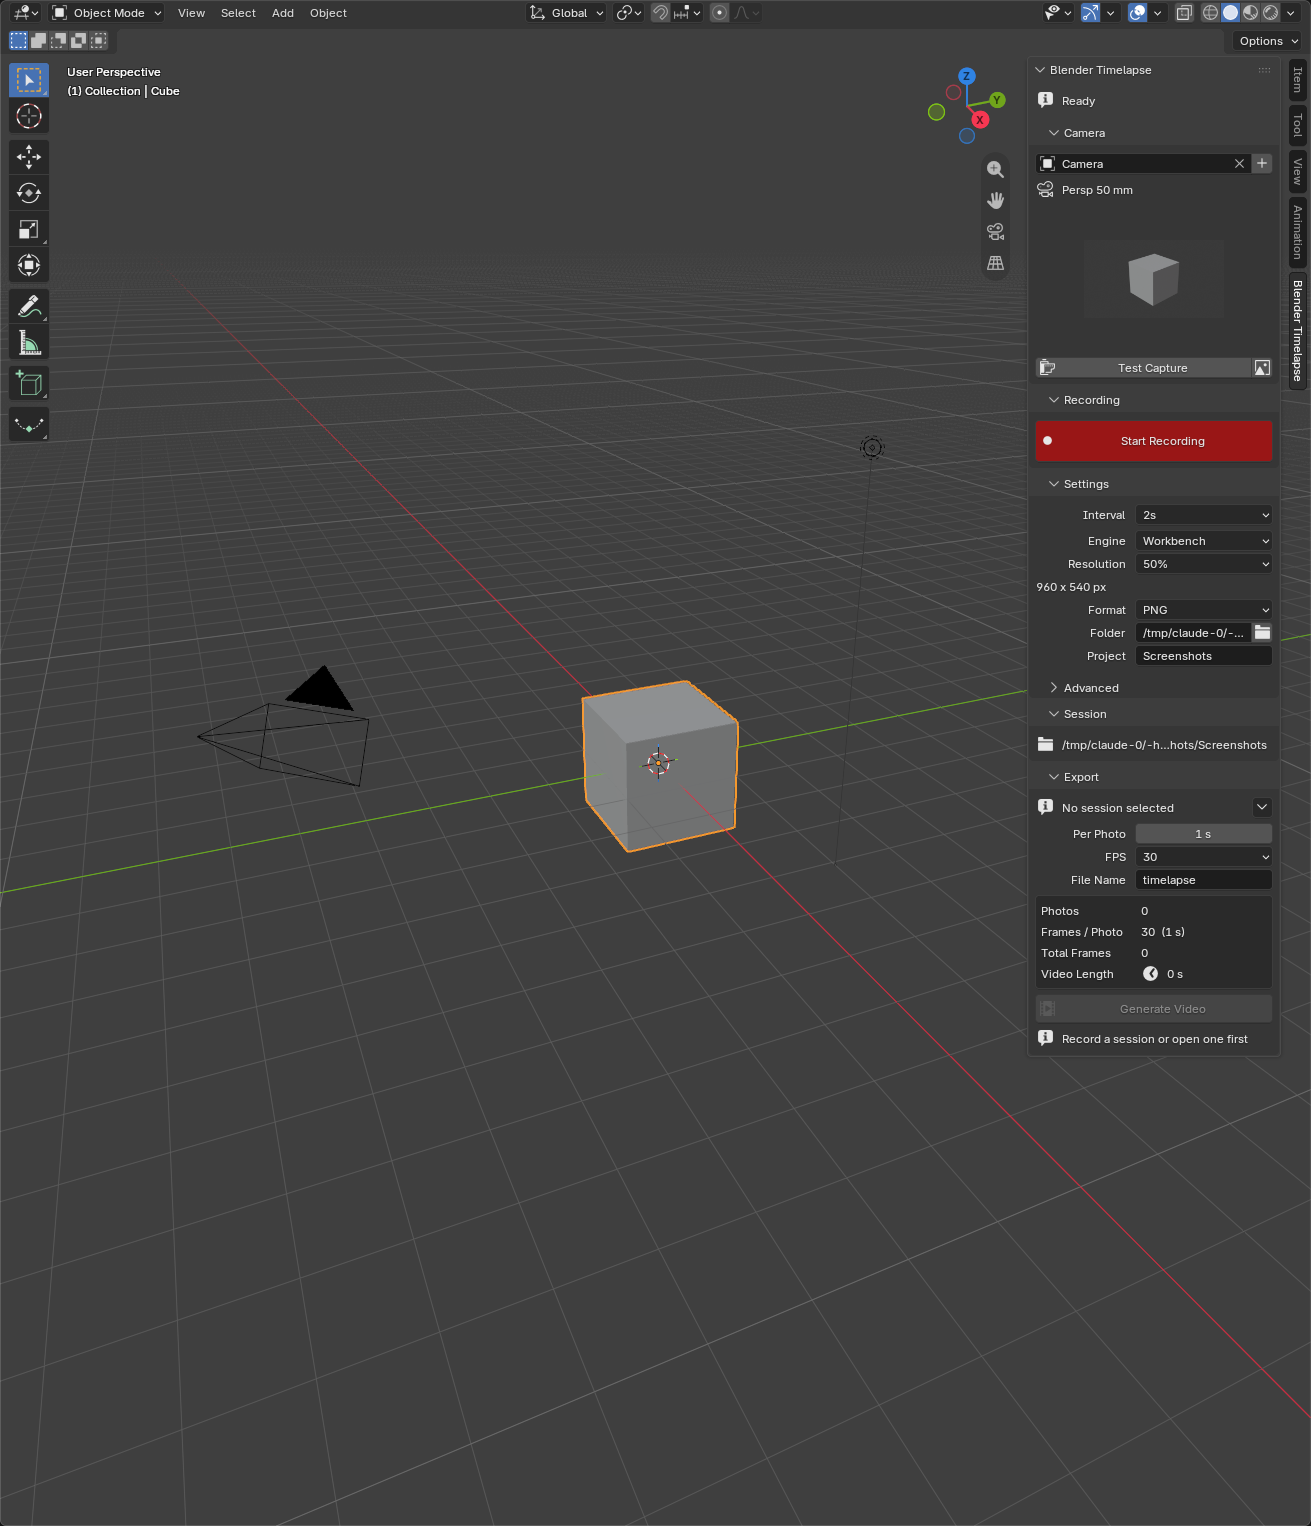 Object Mode View Select Add Object Global
Options
User Perspective
(1) Collection | Cube
Z
Y
X
Blender Timelapse
Ready
Camera
Camera
Persp 50 mm
Test Capture
Recording
Start Recording
Settings
Interval 2s
Engine Workbench
Resolution 50%
960 x 540 px
Format PNG
Folder /tmp/claude-0/-...
Project Screenshots
Advanced
Session
/tmp/claude-0/-h...hots/Screenshots
Export
No session selected
Per Photo 1 s
FPS 30
File Name timelapse
Photos 0
Frames / Photo 30 (1 s)
Total Frames 0
Video Length 0 s
Generate Video
Record a session or open one first
Item
Tool
View
Animation
Blender Timelapse